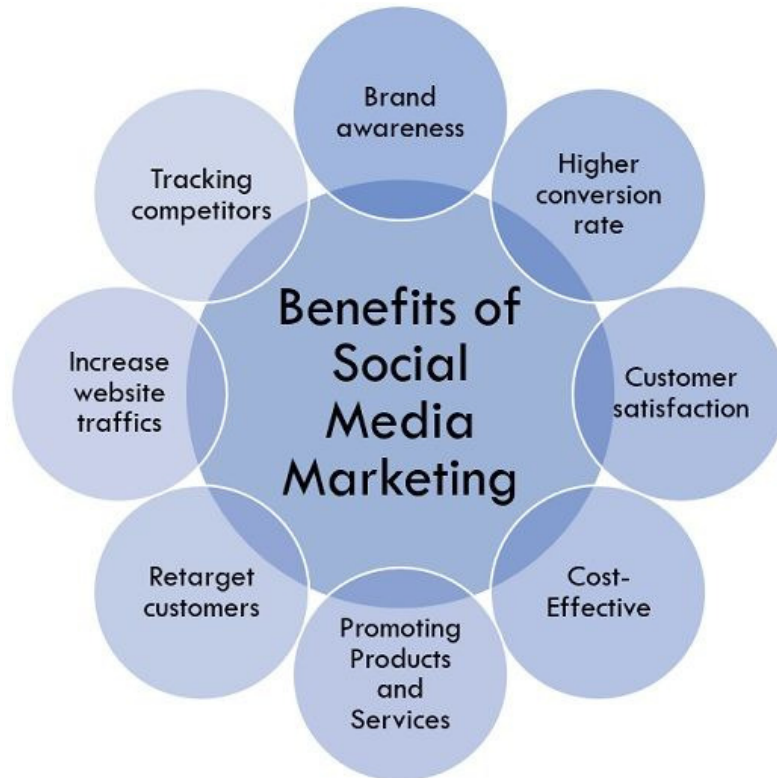 Benefits of
Social
Media
Marketing
Brand
awareness
Higher
conversion
rate
Customer
satisfaction
Cost-
Effective
Promoting
Products
and
Services
Retarget
customers
Increase
website
traffics
Tracking
competitors